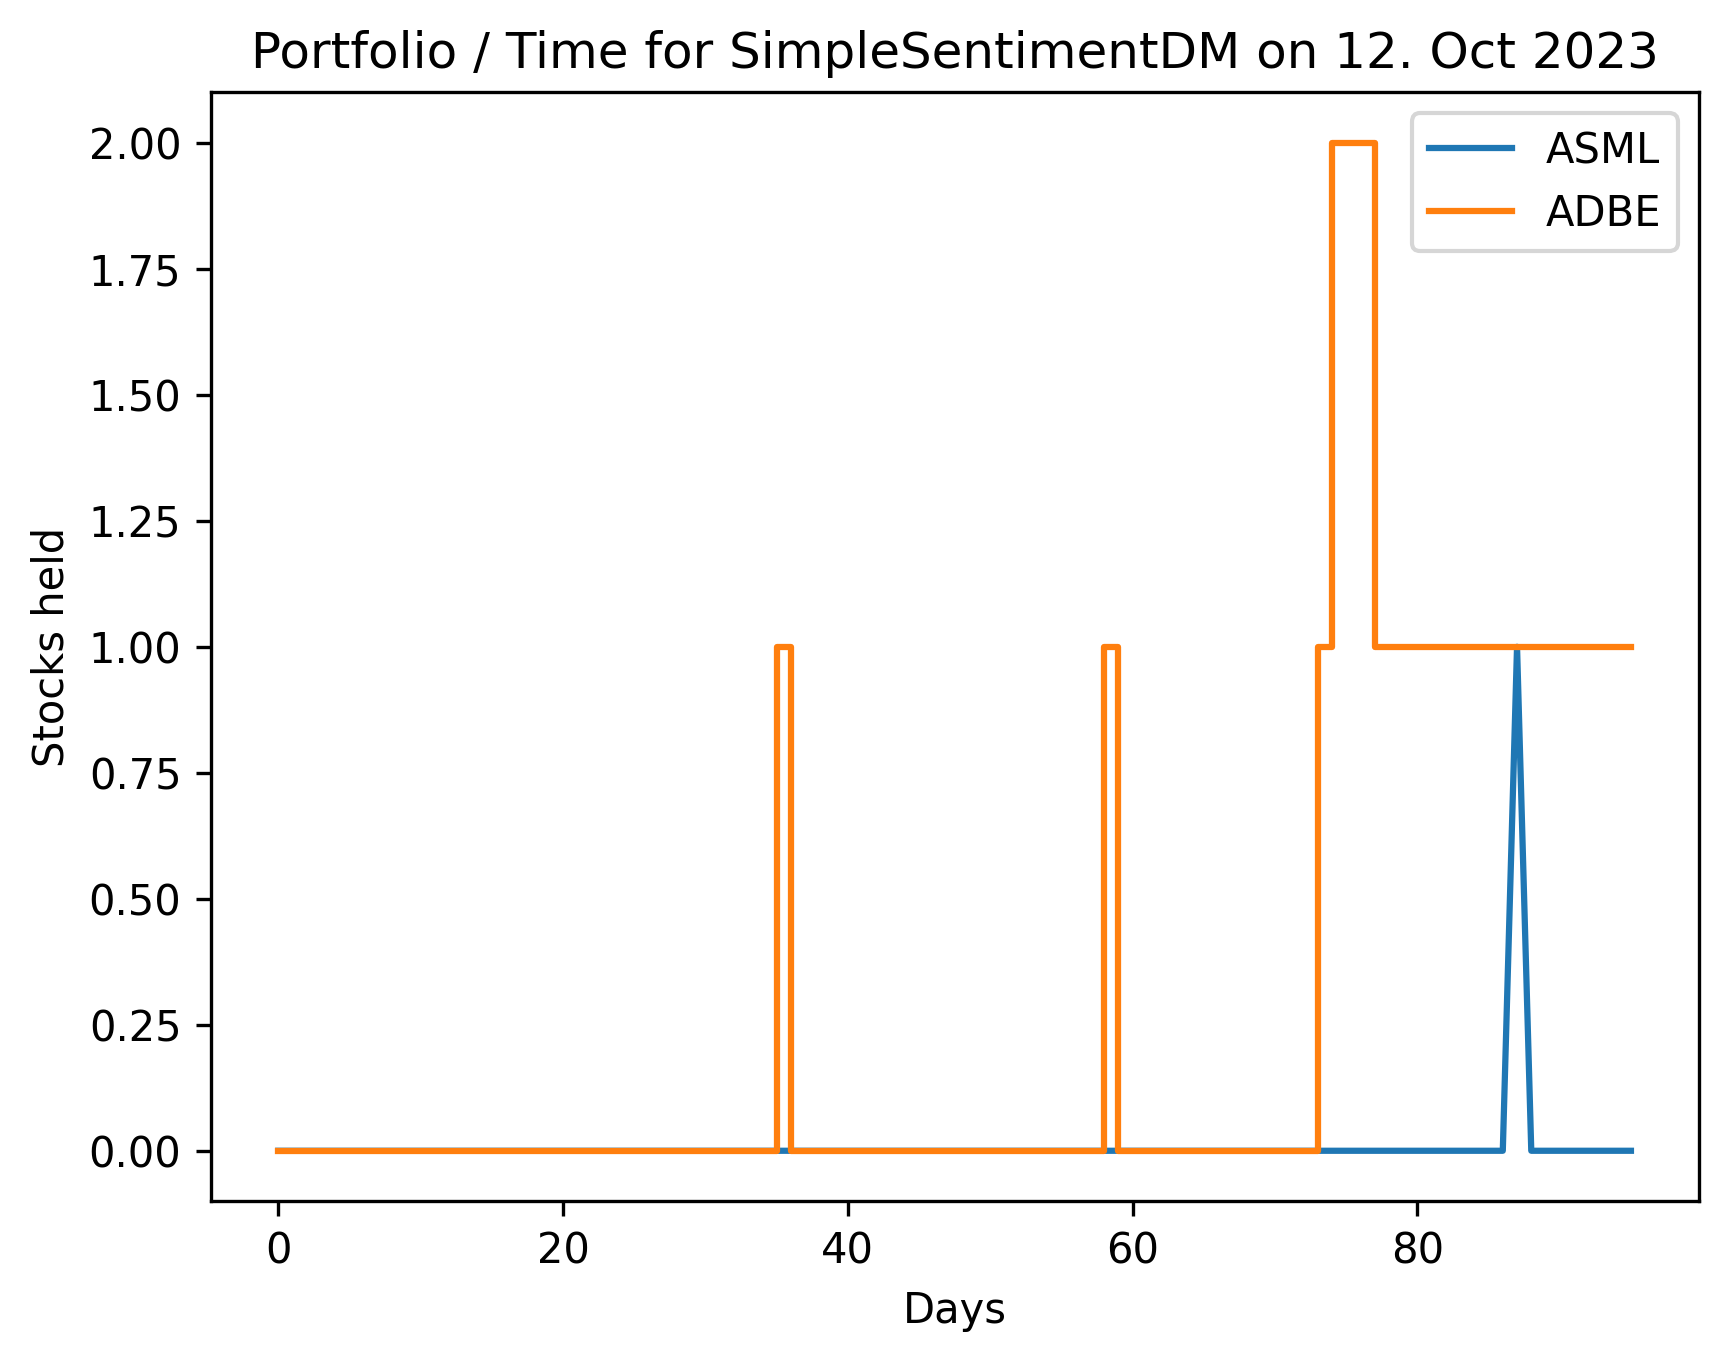 Portfolio / Time for SimpleSentimentDM on 12. Oct 2023
ASML
ADBE
2.00
1.75
1.50
1.25
1.00
0.75
0.50
0.25
0.00
Stocks held
0 20 40 60 80
Days